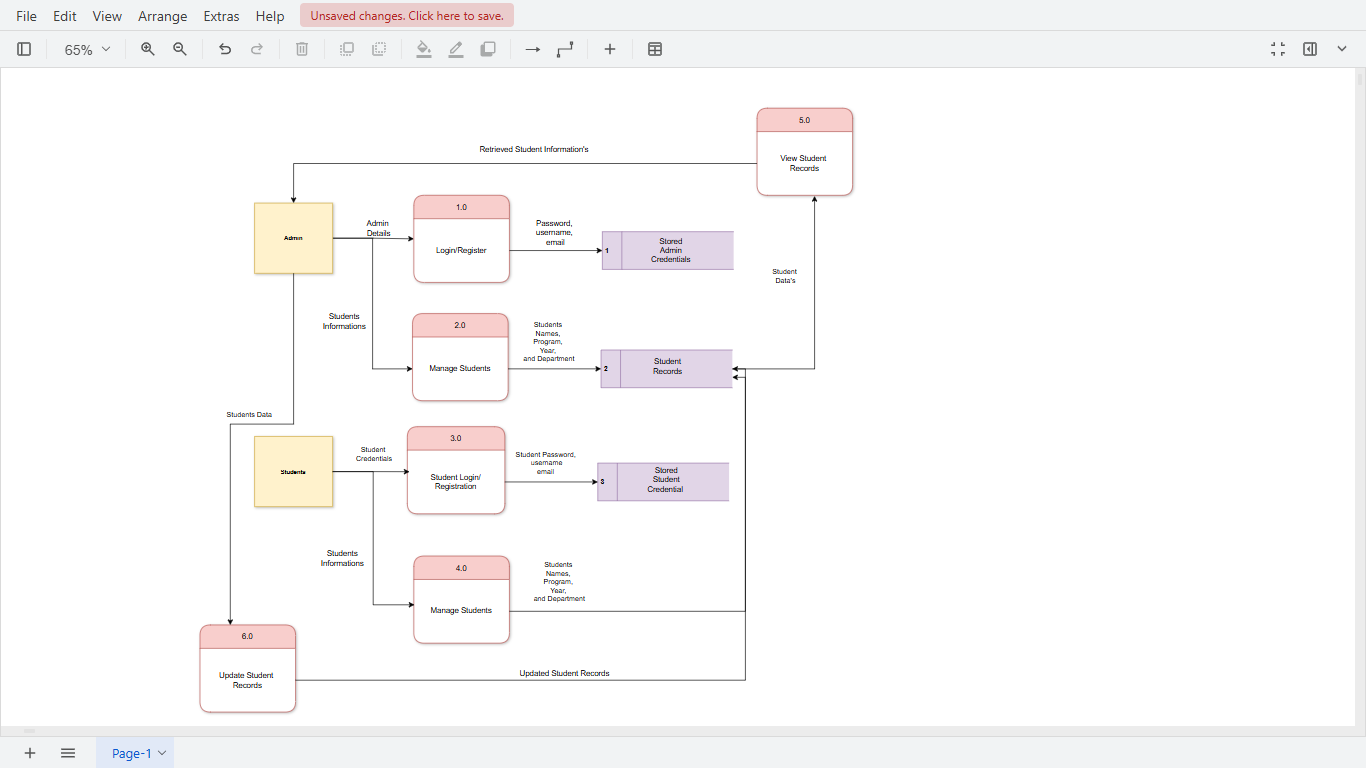 File Edit View Arrange Extras Help Unsaved changes. Click here to save.
65%
5.0
View Student
Records
Retrieved Student Information's
Admin
Admin
Details
1.0
Login/Register
Password,
username,
email
1
Stored
Admin
Credentials
Student
Data's
Students
Informations
2.0
Manage Students
Students
Names,
Program,
Year,
and Department
2
Student
Records
Students Data
Students
Student
Credentials
3.0
Student Login/
Registration
Student Password,
username
email
3
Stored
Student
Credential
Students
Informations
4.0
Manage Students
Students
Names,
Program,
Year,
and Department
6.0
Update Student
Records
Updated Student Records
Page-1